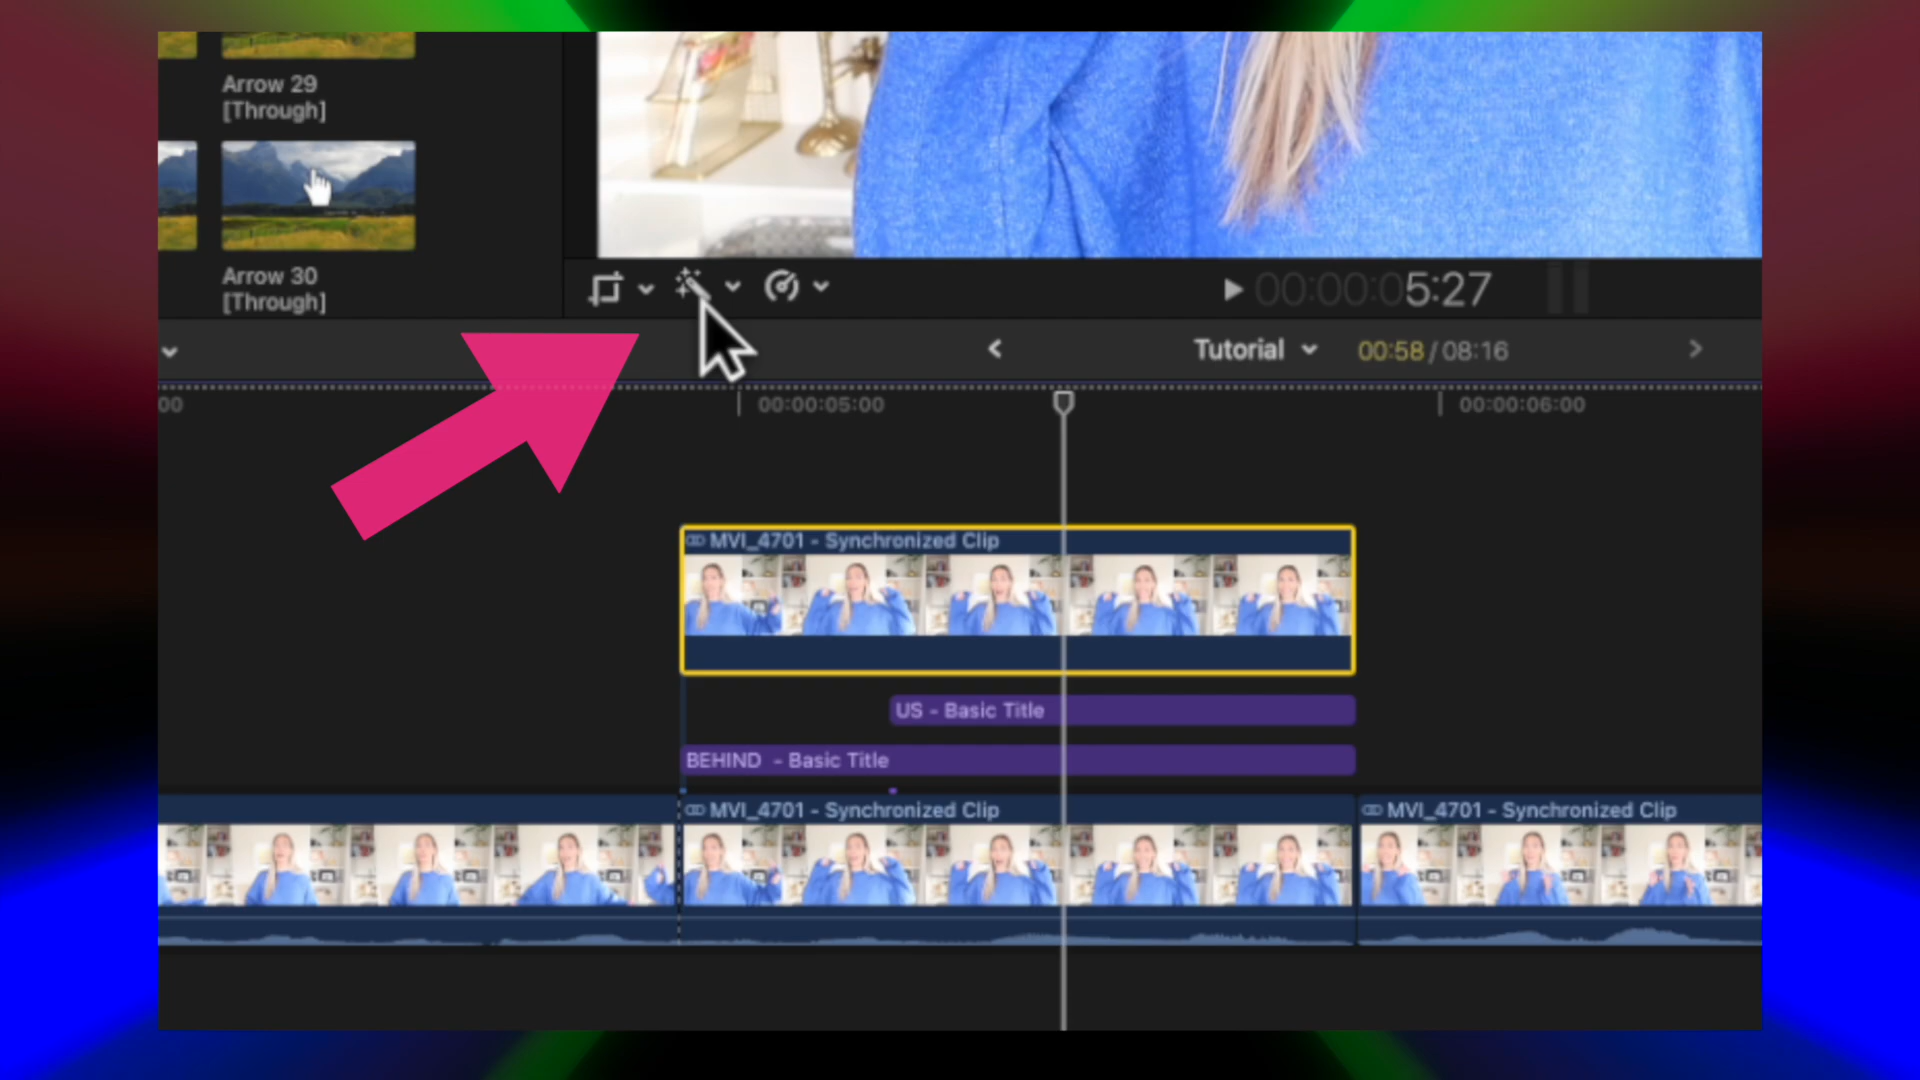 Arrow 29
[Through]
Arrow 30
[Through]
00:00:05:27
Tutorial
00:58 / 08:16
00
00:00:05:00
00:00:06:00
MVI_4701 - Synchronized Clip
US - Basic Title
BEHIND - Basic Title
MVI_4701 - Synchronized Clip
MVI_4701 - Synchronized Clip